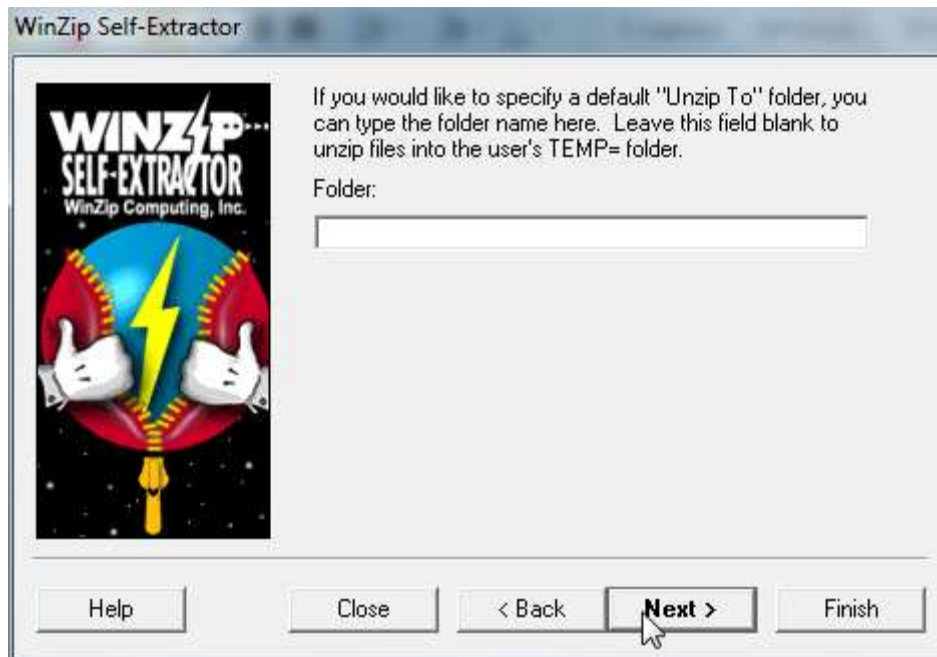 WinZip Self-Extractor
WINZIP
SELF-EXTRACTOR
WinZip Computing, Inc.
If you would like to specify a default "Unzip To" folder, you
can type the folder name here.  Leave this field blank to
unzip files into the user's TEMP= folder.
Folder:
Help
Close
< Back
Next >
Finish